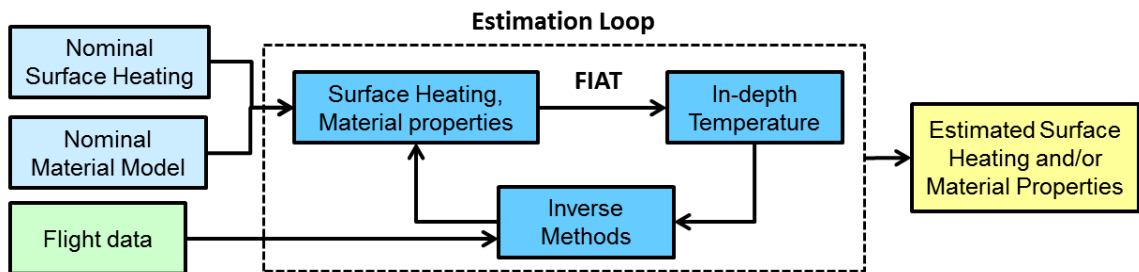 Estimation Loop
Nominal
Surface Heating
Nominal
Material Model
Flight data
Surface Heating,
Material properties
FIAT
In-depth
Temperature
Inverse
Methods
Estimated Surface
Heating and/or
Material Properties